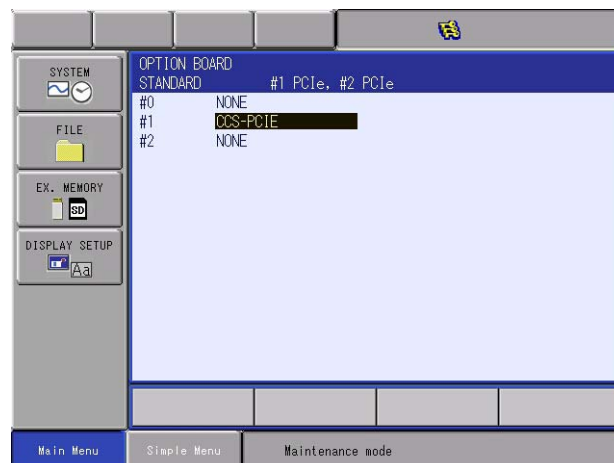 SYSTEM
FILE
EX. MEMORY
SD
DISPLAY SETUP
Aa
OPTION BOARD
STANDARD #1 PCIe, #2 PCIe
#0 NONE
#1 CCS-PCIE
#2 NONE
Main Menu
Simple Menu
Maintenance mode